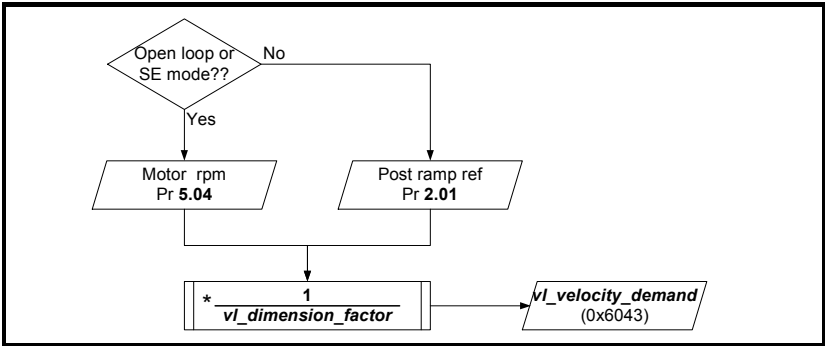 Open loop or
SE mode??
No
Yes
Motor rpm
Pr 5.04
Post ramp ref
Pr 2.01
* 1
vl_dimension_factor
vl_velocity_demand
(0x6043)